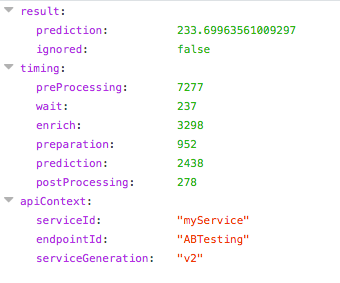 result:
prediction: 233.69963561009297
ignored: false
timing:
preProcessing: 7277
wait: 237
enrich: 3298
preparation: 952
prediction: 2438
postProcessing: 278
apiContext:
serviceId: "myService"
endpointId: "ABTesting"
serviceGeneration: "v2"